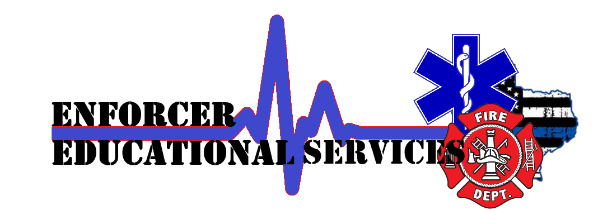 ENFORCER
EDUCATIONAL SERVICES
FIRE
DEPT.